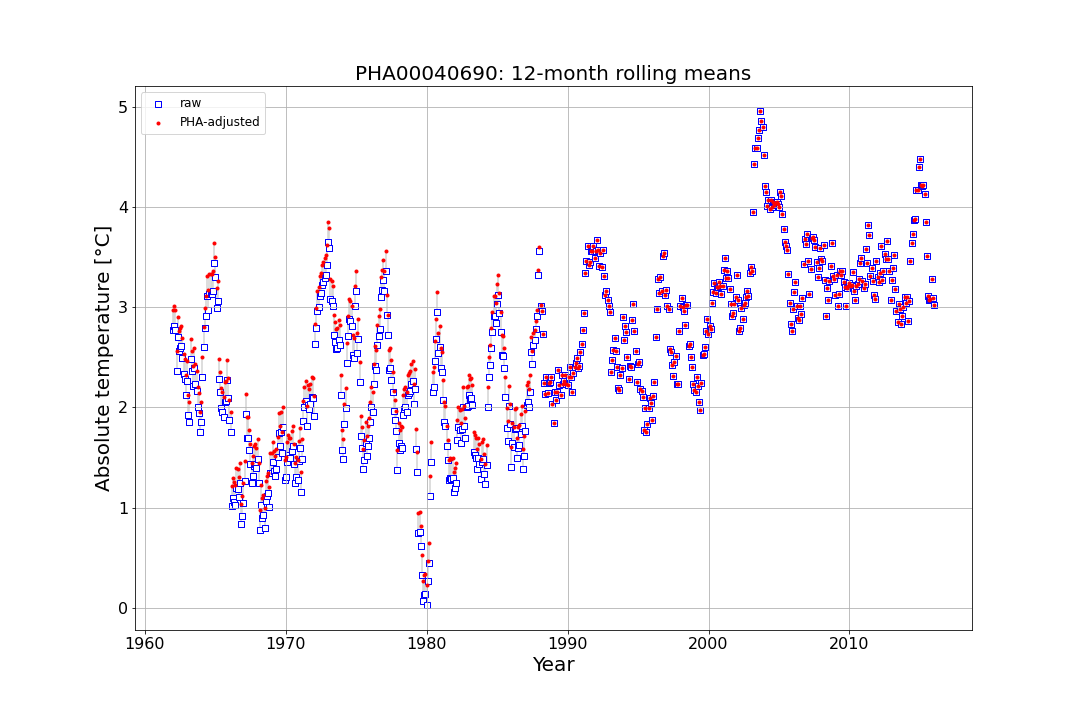 PHA00040690: 12-month rolling means
raw
PHA-adjusted
Absolute temperature [°C]
5
4
3
2
1
0
1960 1970 1980 1990 2000 2010
Year